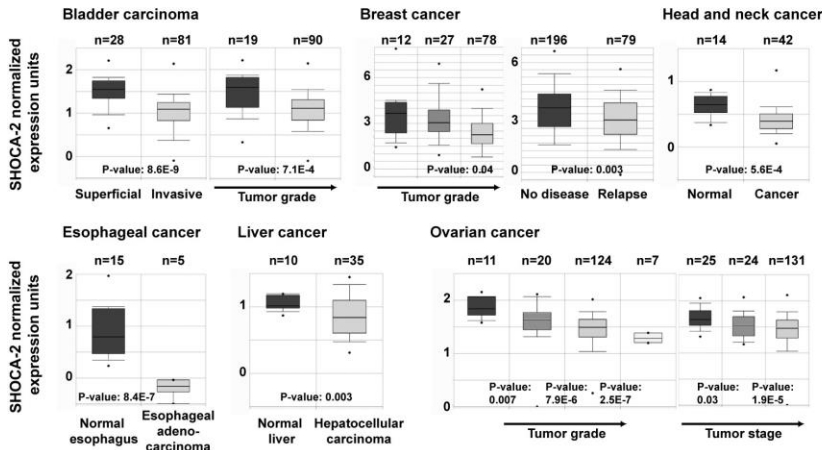 Bladder carcinoma
Breast cancer
Head and neck cancer
SHOCA-2 normalized
expression units
n=28 n=81 n=19 n=90
2
1
0
P-value: 8.6E-9 P-value: 7.1E-4
Superficial Invasive Tumor grade
n=12 n=27 n=78 n=196 n=79
6
3
0
P-value: 0.04
Tumor grade
6
3
0
P-value: 0.003
No disease Relapse
n=14 n=42
1
0
P-value: 5.6E-4
Normal Cancer
Esophageal cancer
Liver cancer
Ovarian cancer
SHOCA-2 normalized
expression units
n=15 n=5
2
1
0
P-value: 8.4E-7
Normal
esophagus
Esophageal
adeno-
carcinoma
n=10 n=35
1
0
P-value: 0.003
Normal
liver
Hepatocellular
carcinoma
n=11 n=20 n=124 n=7 n=25 n=24 n=131
2
1
0
P-value:
0.007
P-value:
7.9E-6
P-value:
2.5E-7
P-value:
0.03
P-value:
1.9E-5
Tumor grade Tumor stage